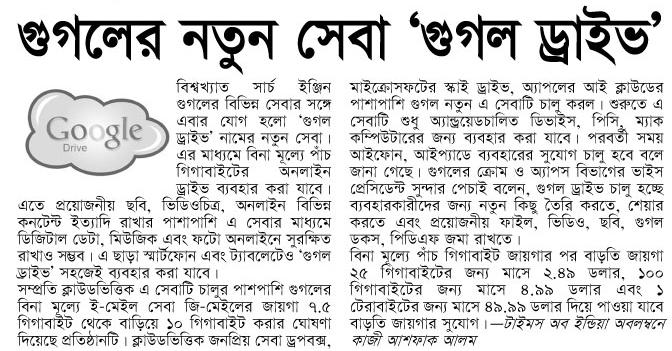 গুগলের নতুন সেবা ‘গুগল ড্রাইভ’
Google
Drive
বিশ্বখ্যাত সার্চ ইঞ্জিন
গুগলের বিভিন্ন সেবার সঙ্গে
এবার যোগ হলো ‘গুগল
ড্রাইভ’ নামের নতুন সেবা।
এর মাধ্যমে বিনা মূল্যে পাঁচ
গিগাবাইটের অনলাইন
ড্রাইভ ব্যবহার করা যাবে।
এতে প্রয়োজনীয় ছবি, ভিডিওচিত্র, অনলাইন বিভিন্ন
কনটেন্ট ইত্যাদি রাখার পাশাপাশি এ সেবার মাধ্যমে
ডিজিটাল ডেটা, মিউজিক এবং ফটো অনলাইনে সুরক্ষিত
রাখাও সম্ভব। এ ছাড়া স্মার্টফোন এবং ট্যাবলেটেও ‘গুগল
ড্রাইভ’ সহজেই ব্যবহার করা যাবে।
সম্প্রতি ক্লাউডভিত্তিক এ সেবাটি চালুর পাশপাশি গুগলের
বিনা মূল্যে ই-মেইল সেবা জি-মেইলের জায়গা ৭.৫
গিগাবাইট থেকে বাড়িয়ে ১০ গিগাবাইট করার ঘোষণা
দিয়েছে প্রতিষ্ঠানটি। ক্লাউডভিত্তিক জনপ্রিয় সেবা ড্রপবক্স,
মাইক্রোসফটের স্কাই ড্রাইভ, অ্যাপলের আই ক্লাউডের
পাশাপাশি গুগল নতুন এ সেবাটি চালু করল। শুরুতে এ
সেবাটি শুধু অ্যান্ড্রয়েডচালিত ডিভাইস, পিসি, ম্যাক
কম্পিউটারের জন্য ব্যবহার করা যাবে। পরবর্তী সময়
আইফোন, আইপ্যাডে ব্যবহারের সুযোগ চালু হবে বলে
জানা গেছে। গুগলের ক্রোম ও অ্যাপস বিভাগের ভাইস
প্রেসিডেন্ট সুন্দার পেচাই বলেন, গুগল ড্রাইভ চালু হচ্ছে
ব্যবহারকারীদের জন্য নতুন কিছু তৈরি করতে, শেয়ার
করতে এবং প্রয়োজনীয় ফাইল, ভিডিও, ছবি, গুগল
ডকস, পিডিএফ জমা রাখতে।
বিনা মূল্যে পাঁচ গিগাবাইট জায়গার পর বাড়তি জায়গা
২৫ গিগাবাইটের জন্য মাসে ২.৪৯ ডলার, ১০০
গিগাবাইটের জন্য মাসে ৪.৯৯ ডলার এবং ১
টেরাবাইটের জন্য মাসে ৪৯.৯৯ ডলার দিয়ে পাওয়া যাবে
বাড়তি জায়গার সুযোগ।—টাইমস অব ইন্ডিয়া অবলম্বনে
কাজী আশফাক আলম